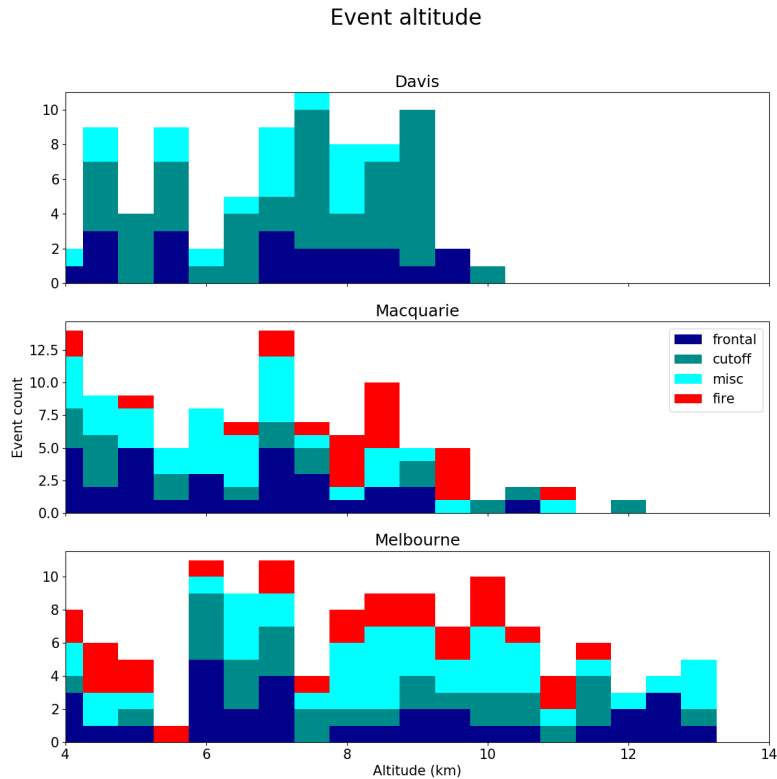 Event altitude
Davis
10
8
6
4
2
0
Macquarie
12.5
10.0
7.5
5.0
2.5
0.0
Event count
frontal
cutoff
misc
fire
Melbourne
10
8
6
4
2
0
4 6 8 10 12 14
Altitude (km)